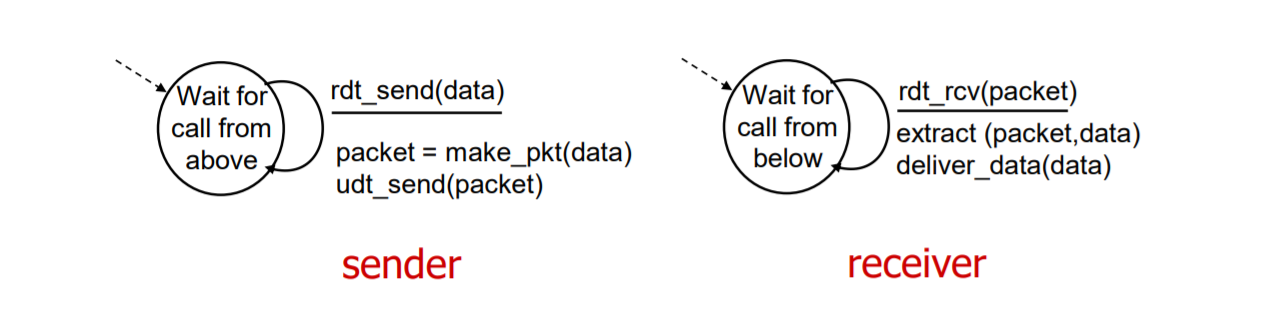 Wait for
call from
above
rdt_send(data)
packet = make_pkt(data)
udt_send(packet)
sender
Wait for
call from
below
rdt_rcv(packet)
extract (packet,data)
deliver_data(data)
receiver